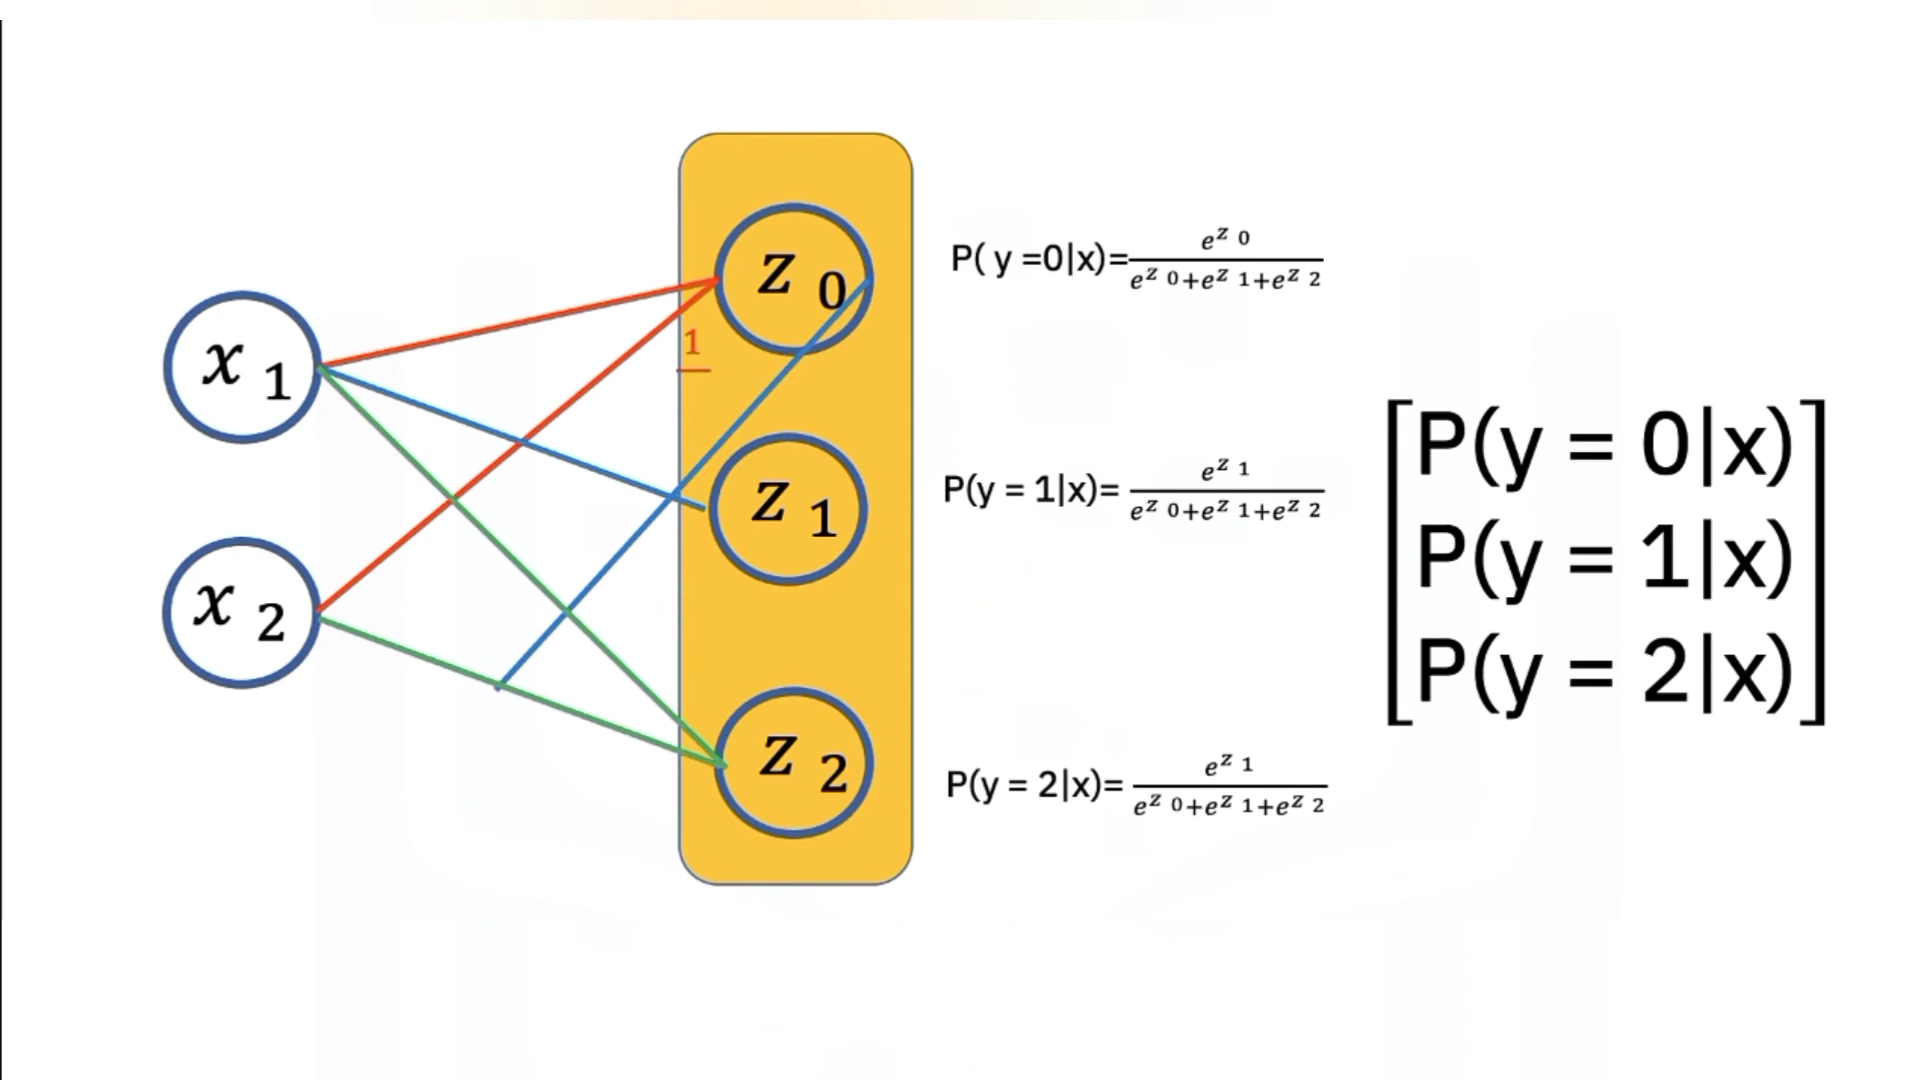 x 1
x 2
z 0
1
z 1
z 2
P( y =0|x)= e^z 0 / e^z 0+e^z 1+e^z 2
P(y = 1|x)= e^z 1 / e^z 0+e^z 1+e^z 2
P(y = 2|x)= e^z 1 / e^z 0+e^z 1+e^z 2
P(y = 0|x)
P(y = 1|x)
P(y = 2|x)